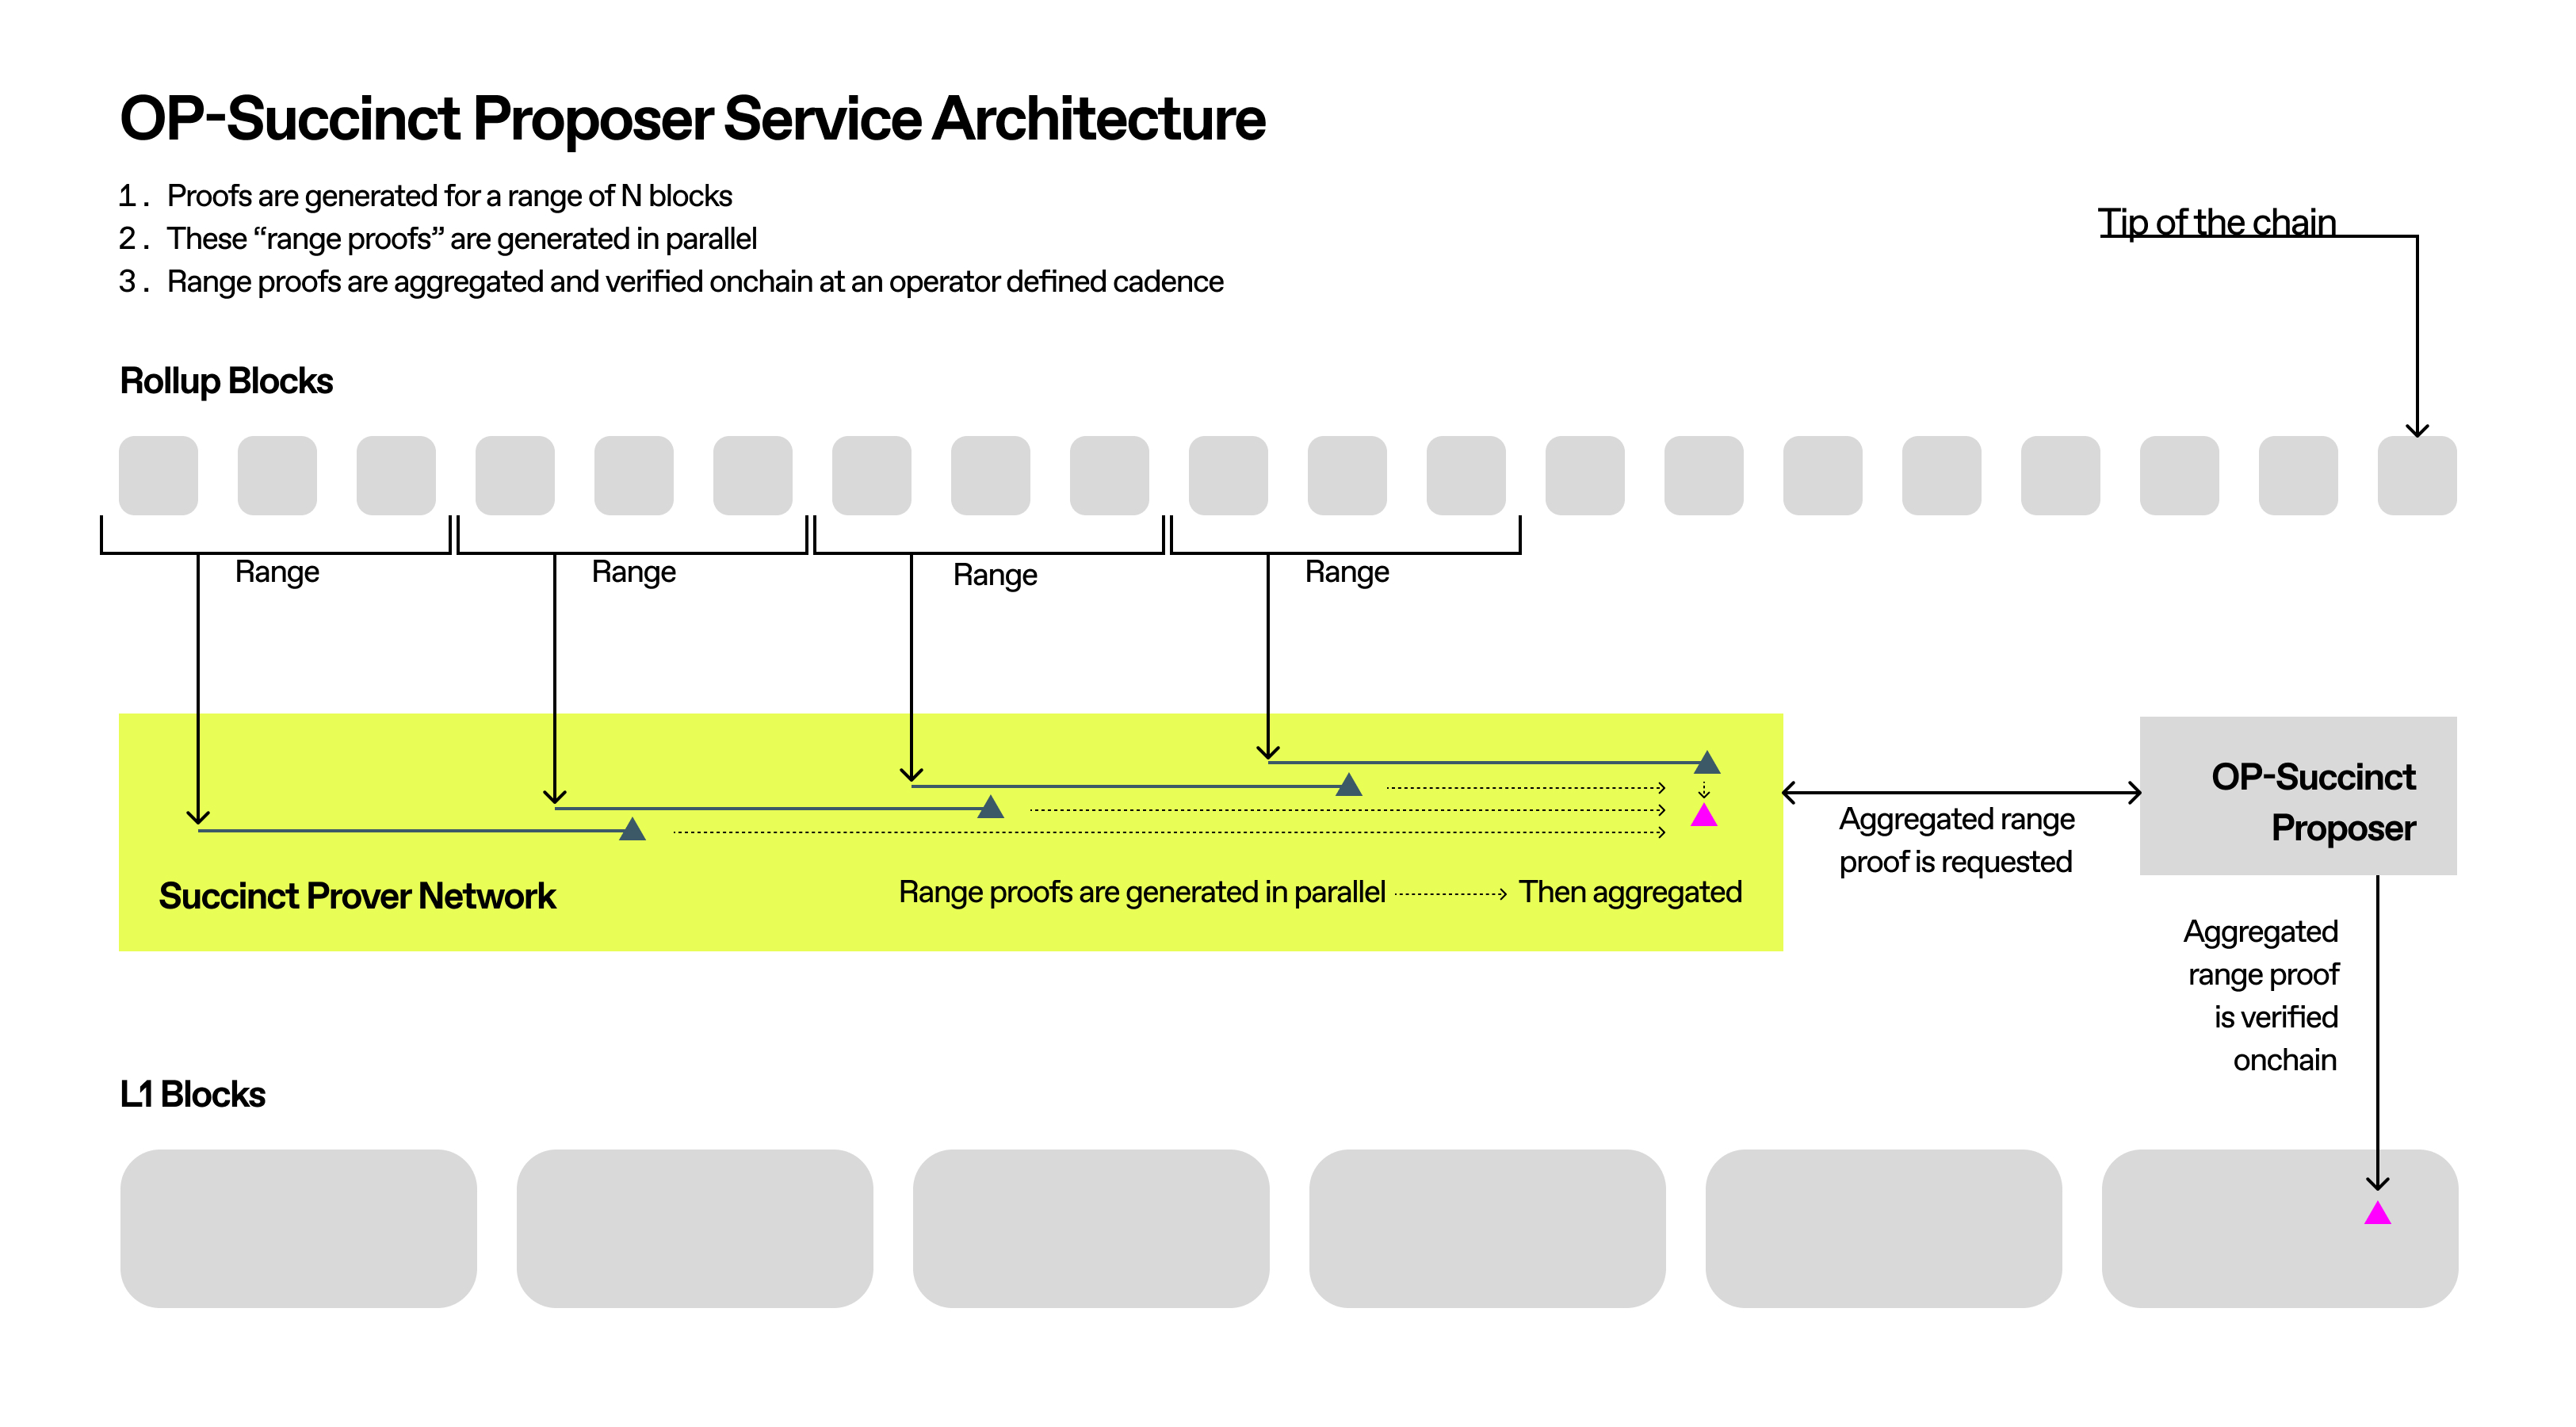 OP-Succinct Proposer Service Architecture
1. Proofs are generated for a range of N blocks
2. These “range proofs” are generated in parallel
3. Range proofs are aggregated and verified onchain at an operator defined cadence
Tip of the chain
Rollup Blocks
Range
Range
Range
Range
OP-Succinct
Proposer
Aggregated range
proof is requested
Succinct Prover Network
Range proofs are generated in parallel
Then aggregated
Aggregated
range proof
is verified
onchain
L1 Blocks